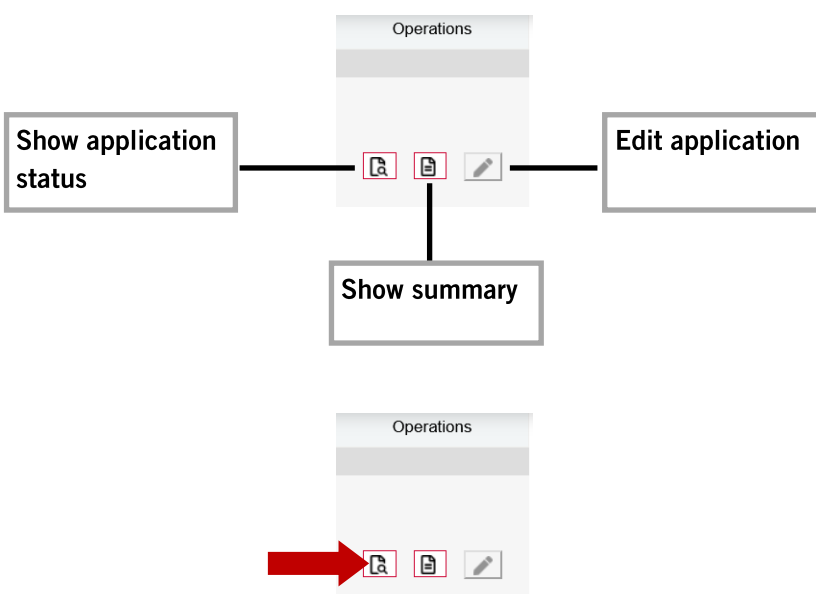 Operations
Show application
status
Edit application
Show summary
Operations